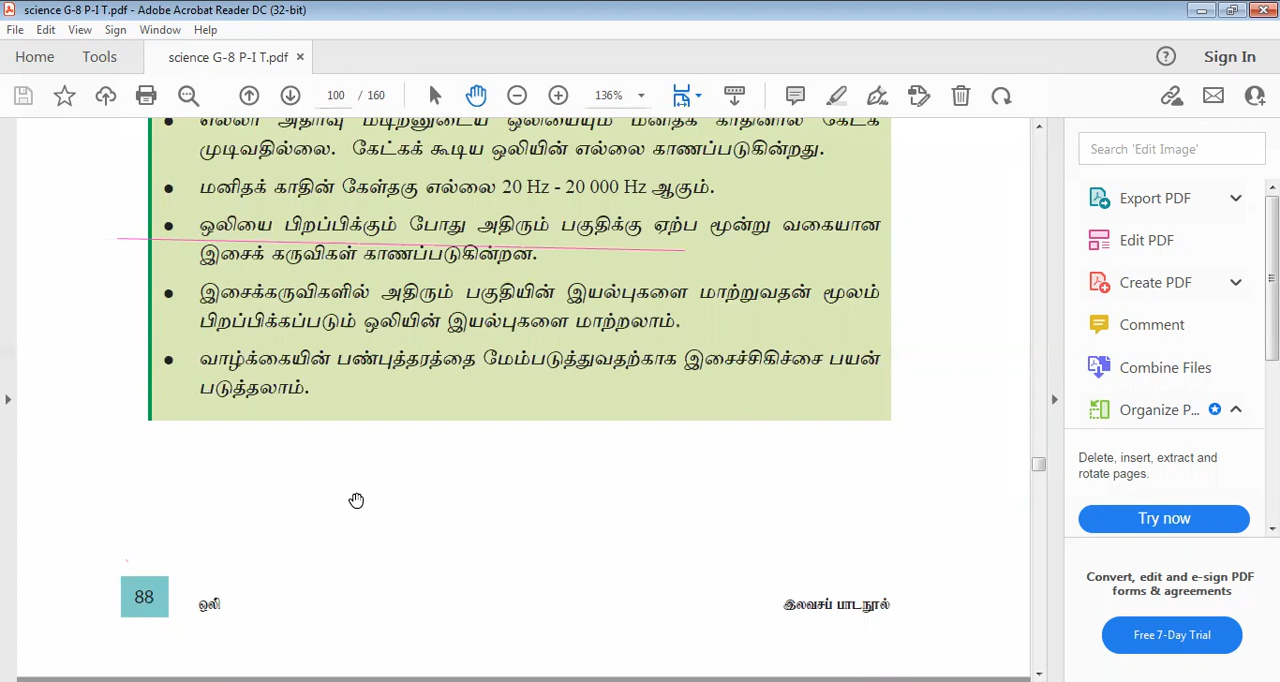 science G-8 P-I T.pdf - Adobe Acrobat Reader DC (32-bit)
File Edit View Sign Window Help
Home Tools science G-8 P-I T.pdf × Sign In
100 / 160 136%
எல்லா அதிர்வு மீடிறனுடைய ஒலியையும் மனிதக் காதினால் கேட்க
முடிவதில்லை. கேட்கக் கூடிய ஒலியின் எல்லை காணப்படுகின்றது.
• மனிதக் காதின் கேள்தகு எல்லை 20 Hz - 20 000 Hz ஆகும்.
• ஒலியை பிறப்பிக்கும் போது அதிரும் பகுதிக்கு ஏற்ப மூன்று வகையான
இசைக் கருவிகள் காணப்படுகின்றன.
• இசைக்கருவிகளில் அதிரும் பகுதியின் இயல்புகளை மாற்றுவதன் மூலம்
பிறப்பிக்கப்படும் ஒலியின் இயல்புகளை மாற்றலாம்.
• வாழ்க்கையின் பண்புத்தரத்தை மேம்படுத்துவதற்காக இசைச்சிகிச்சை பயன்
படுத்தலாம்.
88 ஒலி இலவசப் பாடநூல்
Search 'Edit Image'
Export PDF
Edit PDF
Create PDF
Comment
Combine Files
Organize P...
Delete, insert, extract and
rotate pages.
Try now
Convert, edit and e-sign PDF
forms & agreements
Free 7-Day Trial